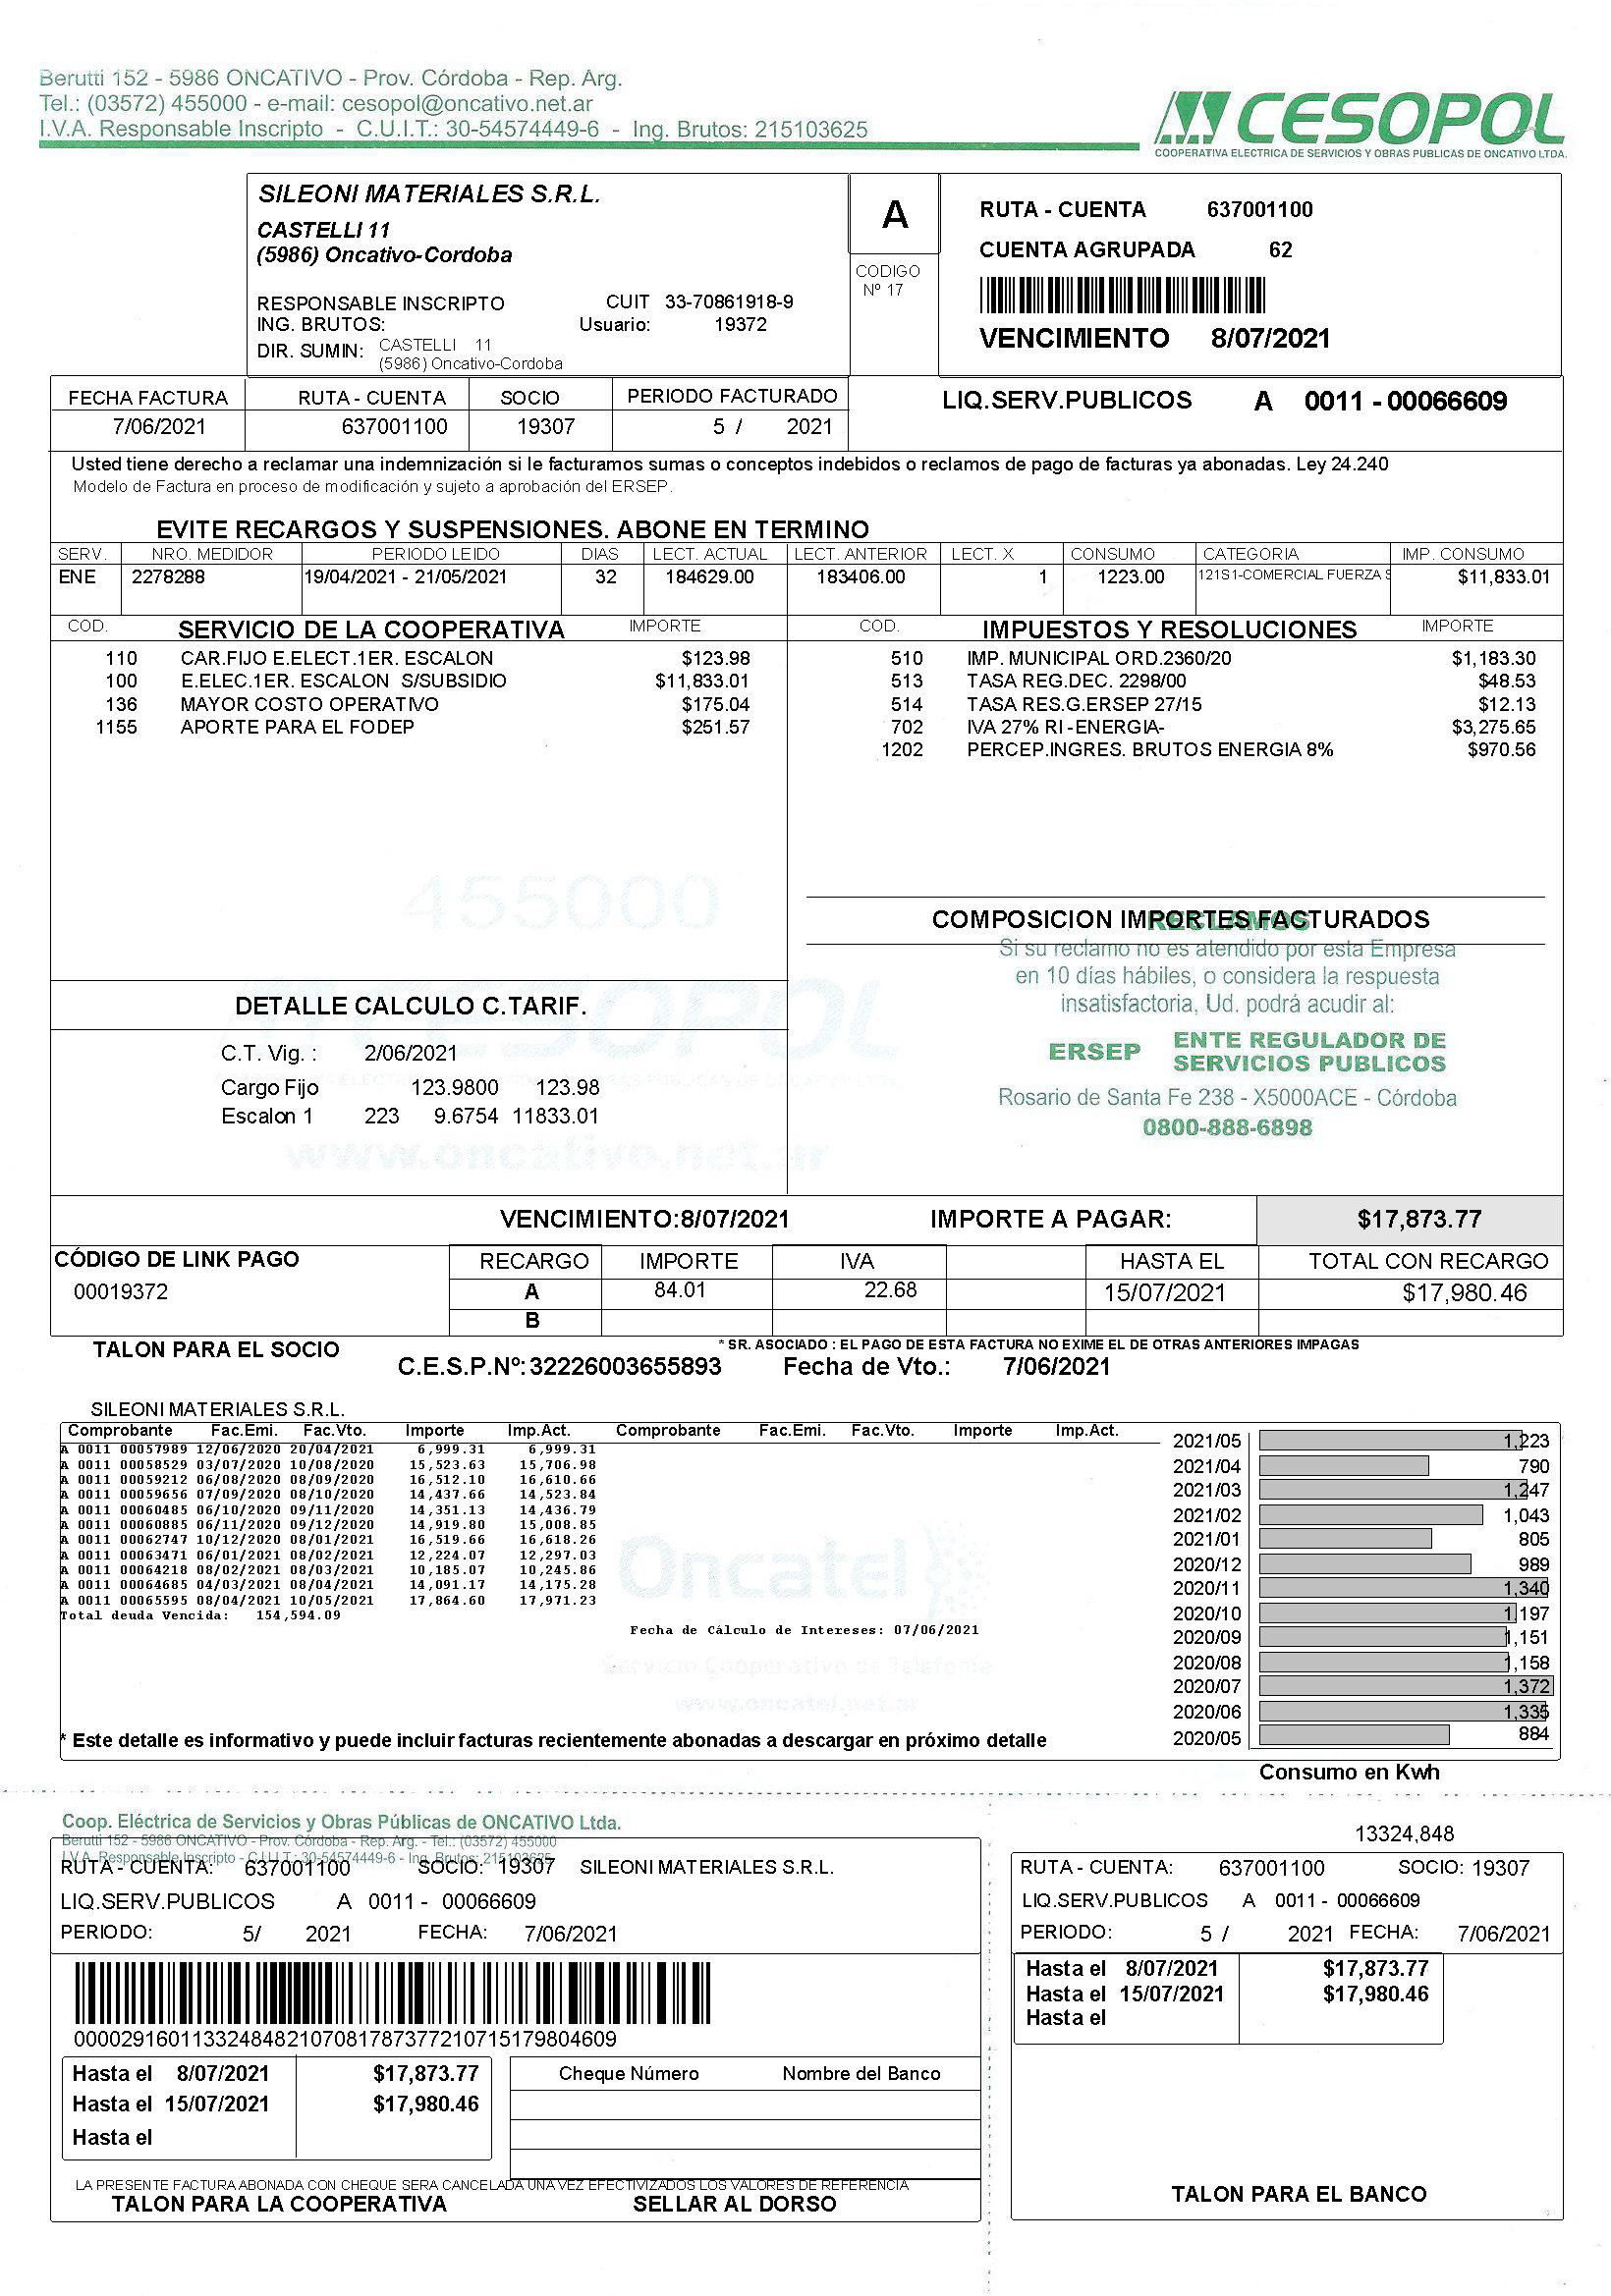 Berutti 152 - 5986 ONCATIVO - Prov. Córdoba - Rep. Arg.
Tel.: (03572) 455000 - e-mail: cesopol@oncativo.net.ar
I.V.A. Responsable Inscripto - C.U.I.T.: 30-54574449-6 - Ing. Brutos: 215103625
CESOPOL
COOPERATIVA ELECTRICA DE SERVICIOS Y OBRAS PUBLICAS DE ONCATIVO LTDA.
SILEONI MATERIALES S.R.L.
CASTELLI 11
(5986) Oncativo-Cordoba
RESPONSABLE INSCRIPTO CUIT 33-70861918-9
ING. BRUTOS: Usuario: 19372
DIR. SUMIN: CASTELLI 11
(5986) Oncativo-Cordoba
A
CODIGO
Nº 17
RUTA - CUENTA 637001100
CUENTA AGRUPADA 62
VENCIMIENTO 8/07/2021
FECHA FACTURA RUTA - CUENTA SOCIO PERIODO FACTURADO
7/06/2021 637001100 19307 5 / 2021
LIQ.SERV.PUBLICOS A 0011 - 00066609
Usted tiene derecho a reclamar una indemnización si le facturamos sumas o conceptos indebidos o reclamos de pago de facturas ya abonadas. Ley 24.240
Modelo de Factura en proceso de modificación y sujeto a aprobación del ERSEP.
EVITE RECARGOS Y SUSPENSIONES. ABONE EN TERMINO
SERV. NRO. MEDIDOR PERIODO LEIDO DIAS LECT. ACTUAL LECT. ANTERIOR LECT. X CONSUMO CATEGORIA IMP. CONSUMO
ENE 2278288 19/04/2021 - 21/05/2021 32 184629.00 183406.00 1 1223.00 121S1-COMERCIAL FUERZA S $11,833.01
COD. SERVICIO DE LA COOPERATIVA IMPORTE
110 CAR.FIJO E.ELECT.1ER. ESCALON $123.98
100 E.ELEC.1ER. ESCALON S/SUBSIDIO $11,833.01
136 MAYOR COSTO OPERATIVO $175.04
1155 APORTE PARA EL FODEP $251.57
COD. IMPUESTOS Y RESOLUCIONES IMPORTE
510 IMP. MUNICIPAL ORD.2360/20 $1,183.30
513 TASA REG.DEC. 2298/00 $48.53
514 TASA RES.G.ERSEP 27/15 $12.13
702 IVA 27% RI -ENERGIA- $3,275.65
1202 PERCEP.INGRES. BRUTOS ENERGIA 8% $970.56
455000
CESOPOL
www.oncativo.net.ar
DETALLE CALCULO C.TARIF.
C.T. Vig. : 2/06/2021
Cargo Fijo 123.9800 123.98
Escalon 1 223 9.6754 11833.01
COMPOSICION IMPORTES FACTURADOS
RECLAMOS
Si su reclamo no es atendido por esta Empresa
en 10 días hábiles, o considera la respuesta
insatisfactoria, Ud. podrá acudir al:
ERSEP ENTE REGULADOR DE
SERVICIOS PUBLICOS
Rosario de Santa Fe 238 - X5000ACE - Córdoba
0800-888-6898
VENCIMIENTO:8/07/2021 IMPORTE A PAGAR: $17,873.77
CÓDIGO DE LINK PAGO RECARGO IMPORTE IVA HASTA EL TOTAL CON RECARGO
00019372 A 84.01 22.68 15/07/2021 $17,980.46
B
TALON PARA EL SOCIO
* SR. ASOCIADO : EL PAGO DE ESTA FACTURA NO EXIME EL DE OTRAS ANTERIORES IMPAGAS
C.E.S.P.Nº: 32226003655893 Fecha de Vto.: 7/06/2021
SILEONI MATERIALES S.R.L.
Comprobante Fac.Emi. Fac.Vto. Importe Imp.Act. Comprobante Fac.Emi. Fac.Vto. Importe Imp.Act.
A 0011 00057989 12/06/2020 20/04/2021 6,999.31 6,999.31
A 0011 00058529 03/07/2020 10/08/2020 15,523.63 15,706.98
A 0011 00059212 06/08/2020 08/09/2020 16,512.10 16,610.66
A 0011 00059656 07/09/2020 08/10/2020 14,437.66 14,523.84
A 0011 00060485 06/10/2020 09/11/2020 14,351.13 14,436.79
A 0011 00060885 06/11/2020 09/12/2020 14,919.80 15,008.85
A 0011 00062747 10/12/2020 08/01/2021 16,519.66 16,618.26
A 0011 00063471 06/01/2021 08/02/2021 12,224.07 12,297.03
A 0011 00064218 08/02/2021 08/03/2021 10,185.07 10,245.86
A 0011 00064685 04/03/2021 08/04/2021 14,091.17 14,175.28
A 0011 00065595 08/04/2021 10/05/2021 17,864.60 17,971.23
Total deuda Vencida: 154,594.09
Fecha de Cálculo de Intereses: 07/06/2021
Oncatel
Servicio Cooperativo de Telefonía
www.oncatel.net.ar
* Este detalle es informativo y puede incluir facturas recientemente abonadas a descargar en próximo detalle
2021/05 1,223
2021/04 790
2021/03 1,247
2021/02 1,043
2021/01 805
2020/12 989
2020/11 1,340
2020/10 1,197
2020/09 1,151
2020/08 1,158
2020/07 1,372
2020/06 1,335
2020/05 884
Consumo en Kwh
Coop. Eléctrica de Servicios y Obras Públicas de ONCATIVO Ltda.
Berutti 152 - 5986 ONCATIVO - Prov. Córdoba - Rep. Arg. - Tel.: (03572) 455000
I.V.A. Responsable Inscripto - C.U.I.T.: 30-54574449-6 - Ing. Brutos: 215103625
RUTA - CUENTA: 637001100 SOCIO: 19307 SILEONI MATERIALES S.R.L.
LIQ.SERV.PUBLICOS A 0011 - 00066609
PERIODO: 5/ 2021 FECHA: 7/06/2021
0000291601133248482107081787377210715179804609
Hasta el 8/07/2021 $17,873.77
Hasta el 15/07/2021 $17,980.46
Hasta el
Cheque Número Nombre del Banco
LA PRESENTE FACTURA ABONADA CON CHEQUE SERA CANCELADA UNA VEZ EFECTIVIZADOS LOS VALORES DE REFERENCIA
TALON PARA LA COOPERATIVA SELLAR AL DORSO
13324,848
RUTA - CUENTA: 637001100 SOCIO: 19307
LIQ.SERV.PUBLICOS A 0011 - 00066609
PERIODO: 5 / 2021 FECHA: 7/06/2021
Hasta el 8/07/2021 $17,873.77
Hasta el 15/07/2021 $17,980.46
Hasta el
TALON PARA EL BANCO